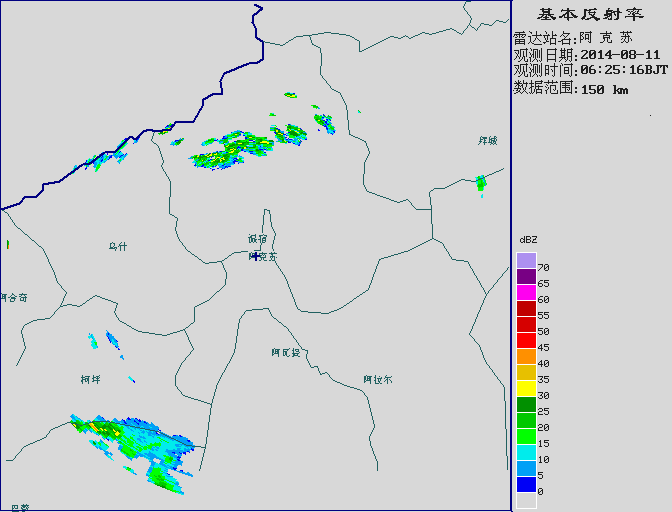 基本反射率
雷达站名:阿 克 苏
观测日期:2014-08-11
观测时间:06:25:16BJT
数据范围:150 km
拜城
dBZ
乌什
温宿
阿克苏
阿合奇
阿瓦提
柯坪
阿拉尔
巴楚
70
65
60
55
50
45
40
35
30
25
20
15
10
5
0